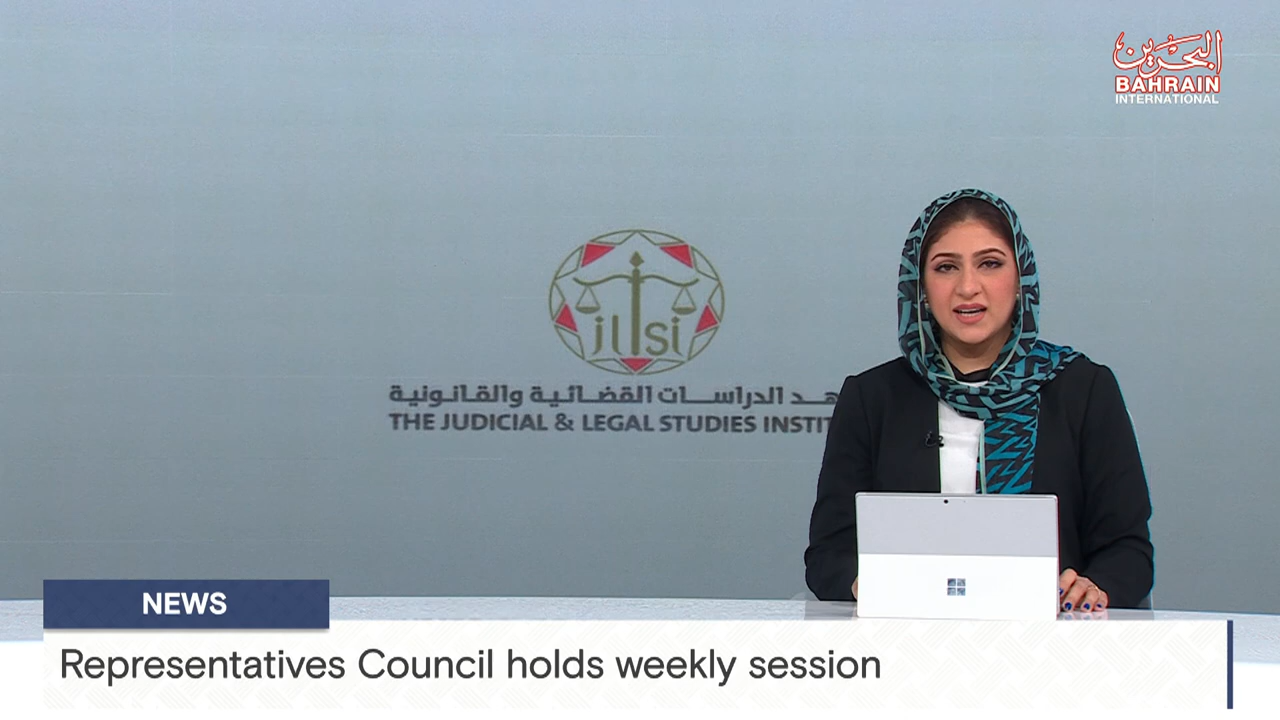 البحرين
BAHRAIN
INTERNATIONAL
jlsi
الدراسات القضائية والقانونية
THE JUDICIAL & LEGAL STUDIES
NEWS
Representatives Council holds weekly session